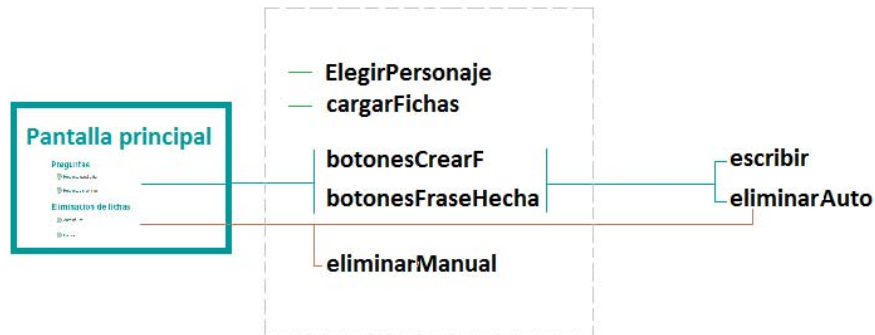 ElegirPersonaje
cargarFichas
Pantalla principal
Preguntas
Eliminación de fichas
botonesCrearF
botonesFraseHecha
escribir
eliminarAuto
eliminarManual